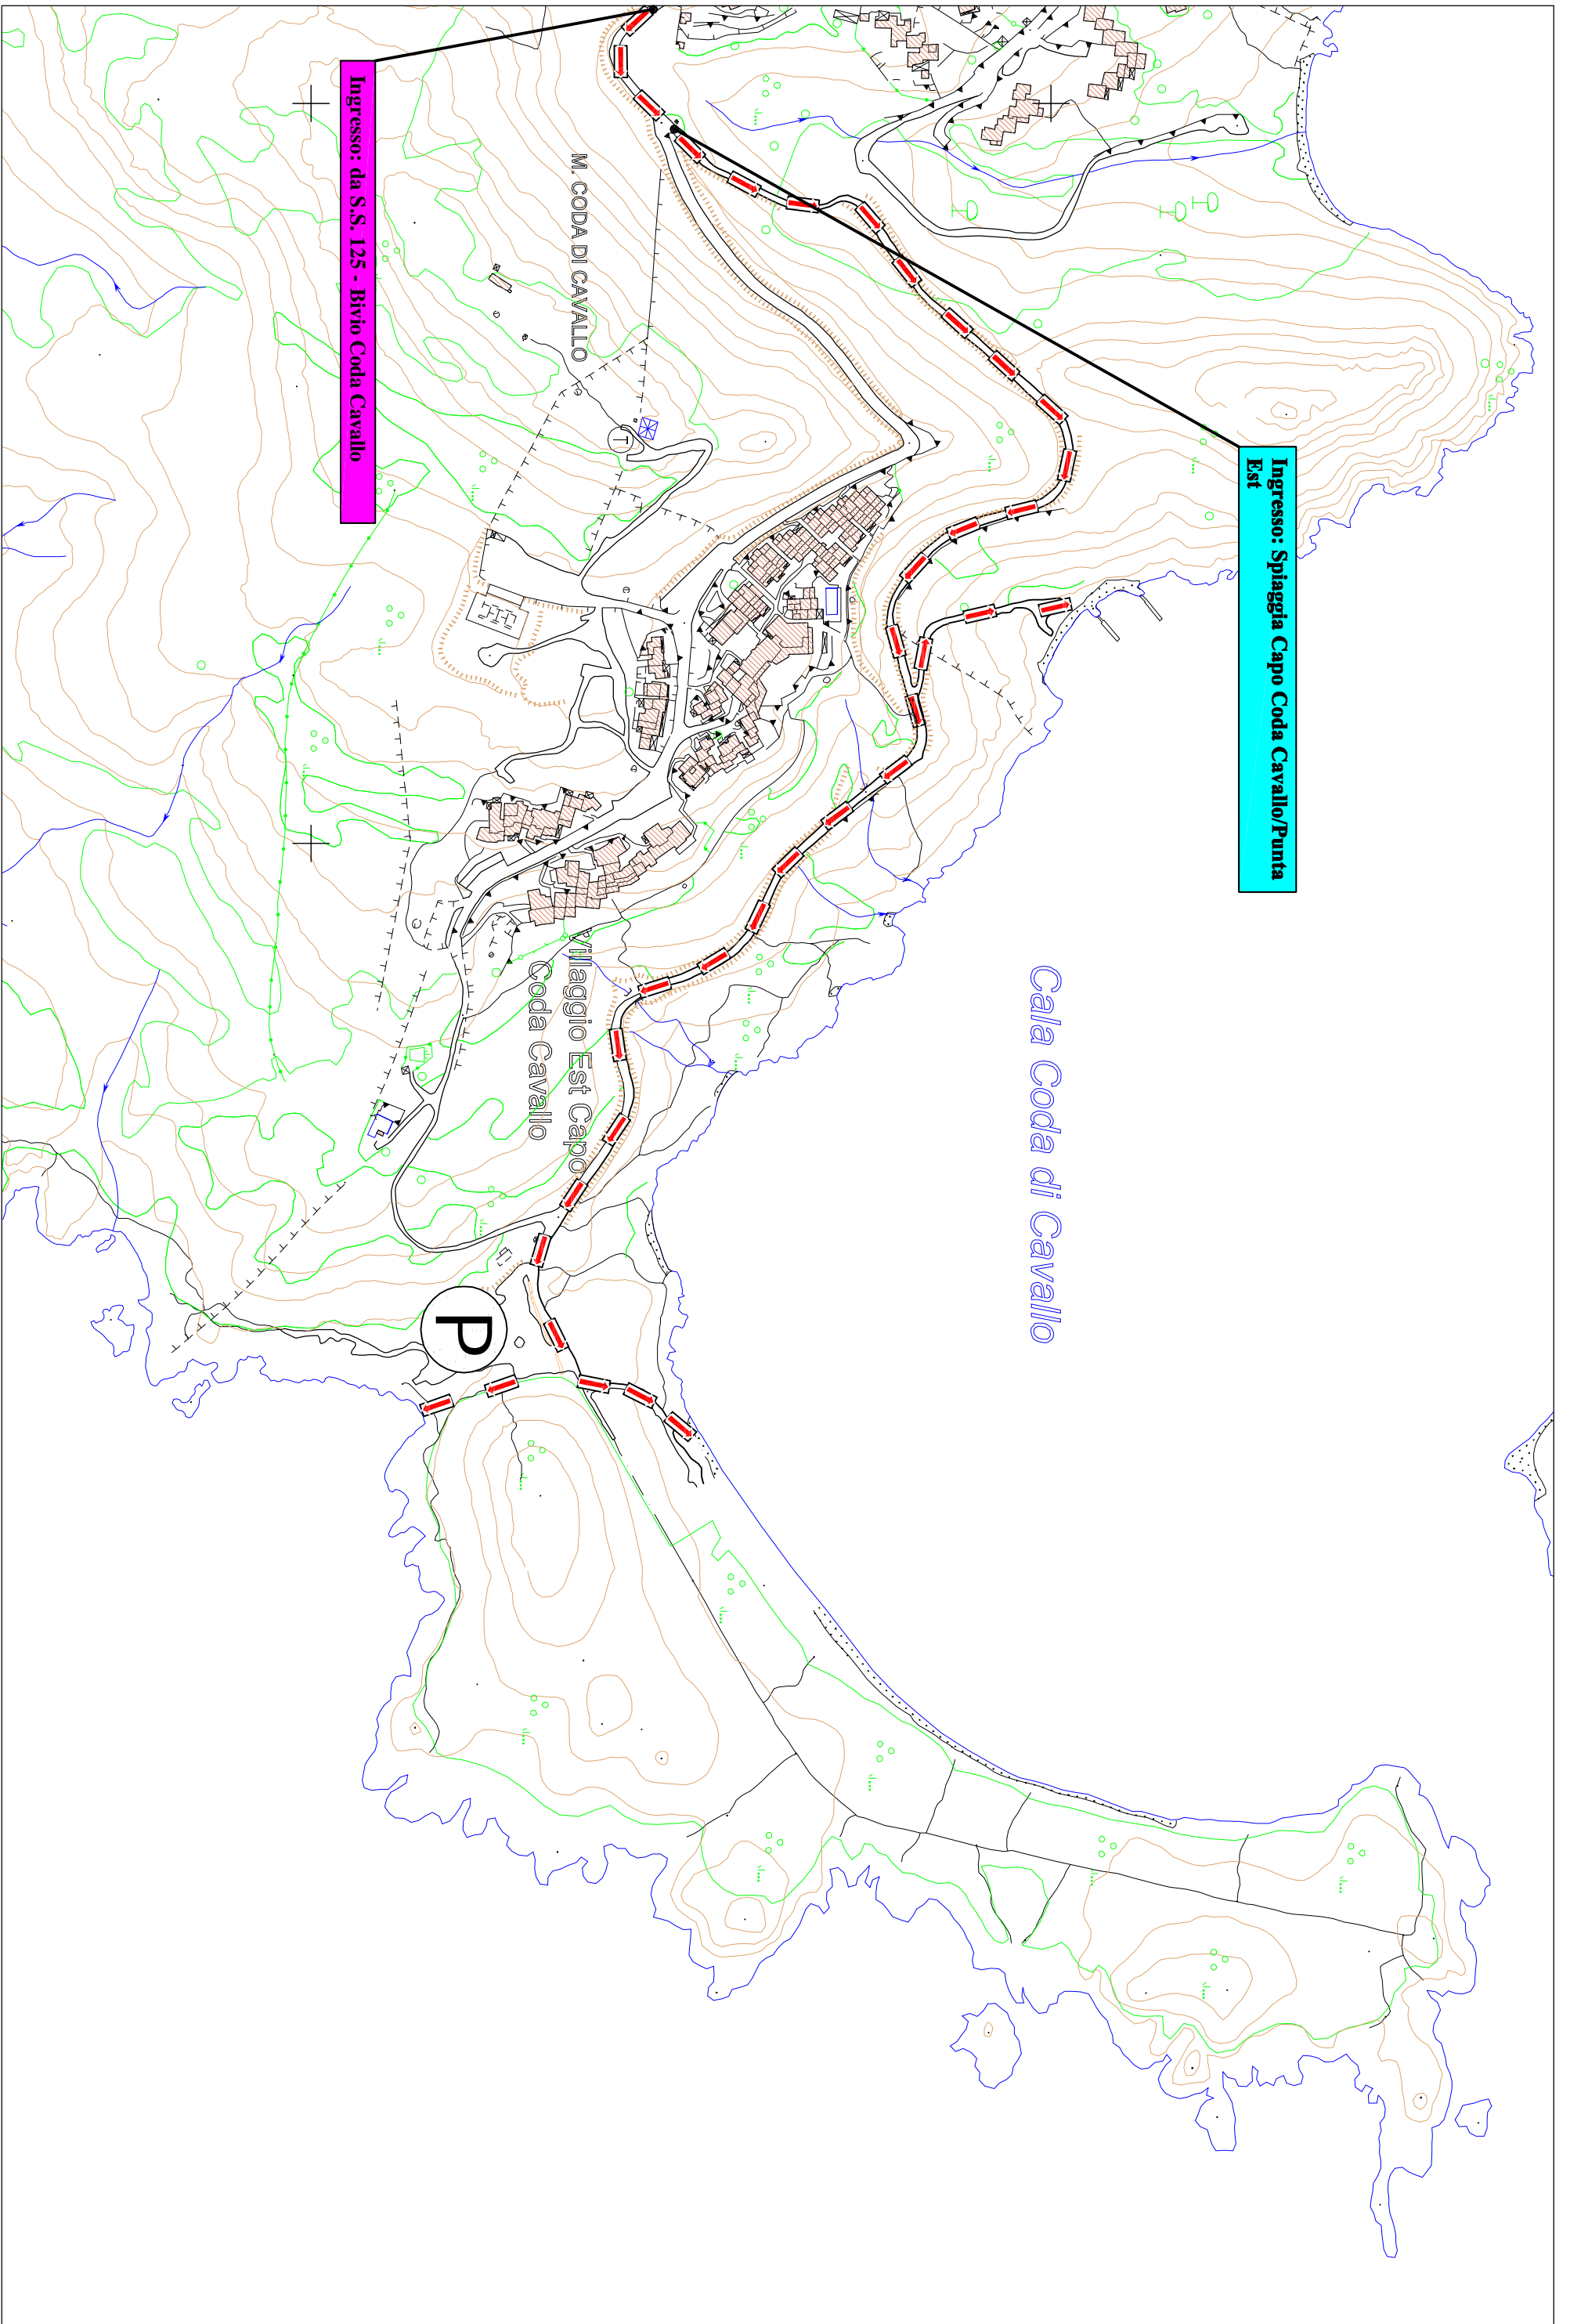 Ingresso: Spiaggia Capo Coda Cavallo/Punta
Est
Cala Coda di Cavallo
M. CODA DI CAVALLO
T
Villaggio Est Capo
Coda Cavallo
P
Ingresso: da S.S. 125 - Bivio Coda Cavallo